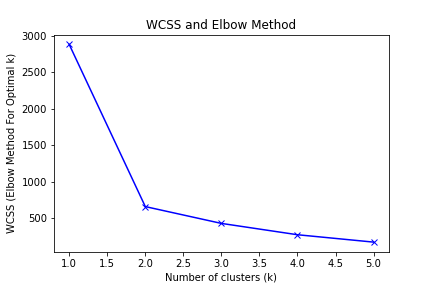 WCSS and Elbow Method
WCSS (Elbow Method For Optimal k)
3000
2500
2000
1500
1000
500
1.0 1.5 2.0 2.5 3.0 3.5 4.0 4.5 5.0
Number of clusters (k)